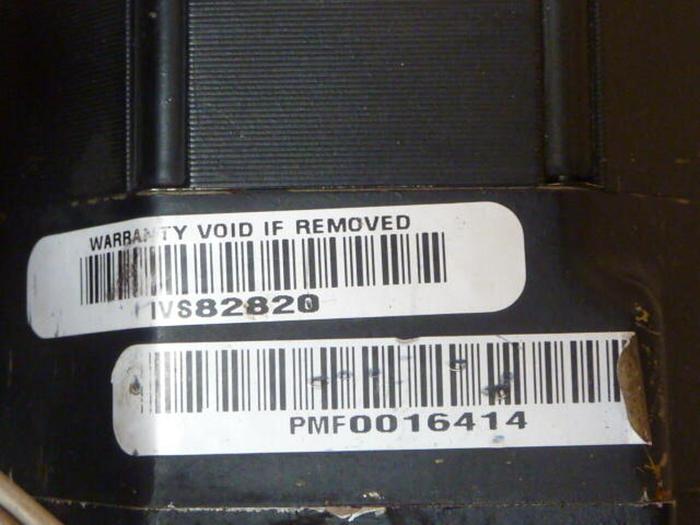 WARRANTY VOID IF REMOVED
IVS82820
PMF0016414